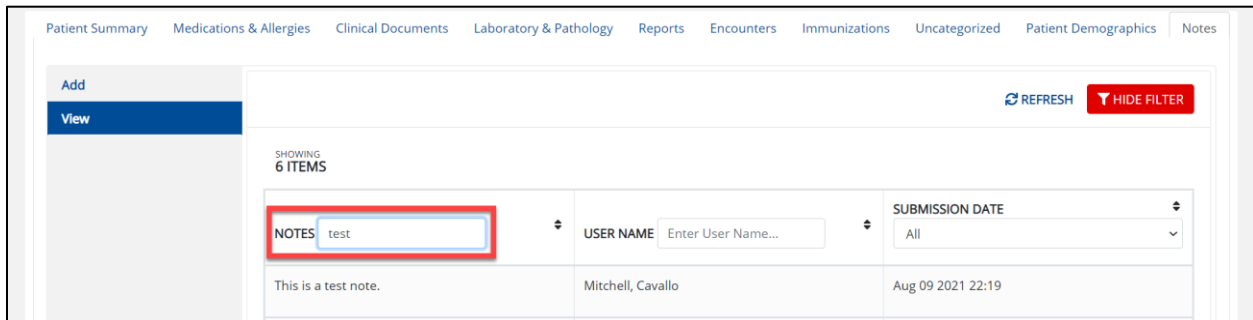 Patient Summary Medications & Allergies Clinical Documents Laboratory & Pathology Reports Encounters Immunizations Uncategorized Patient Demographics Notes
Add
View
REFRESH HIDE FILTER
SHOWING
6 ITEMS
NOTES test
USER NAME Enter User Name...
SUBMISSION DATE
All
This is a test note. Mitchell, Cavallo Aug 09 2021 22:19